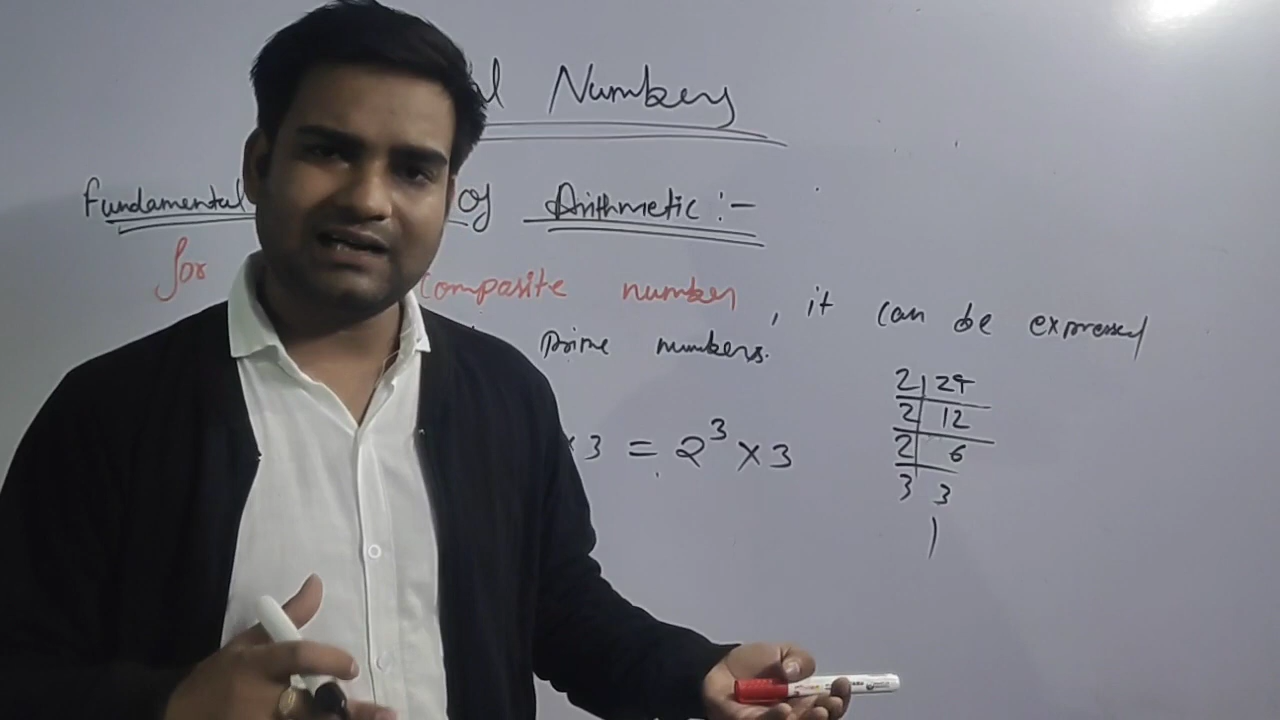 l Numbers
Fundamental of Arithmetic :-
for composite number, it can be expressed
prime numbers.
×3 = 2³ × 3
2 | 24
2 | 12
2 | 6
3 3
1